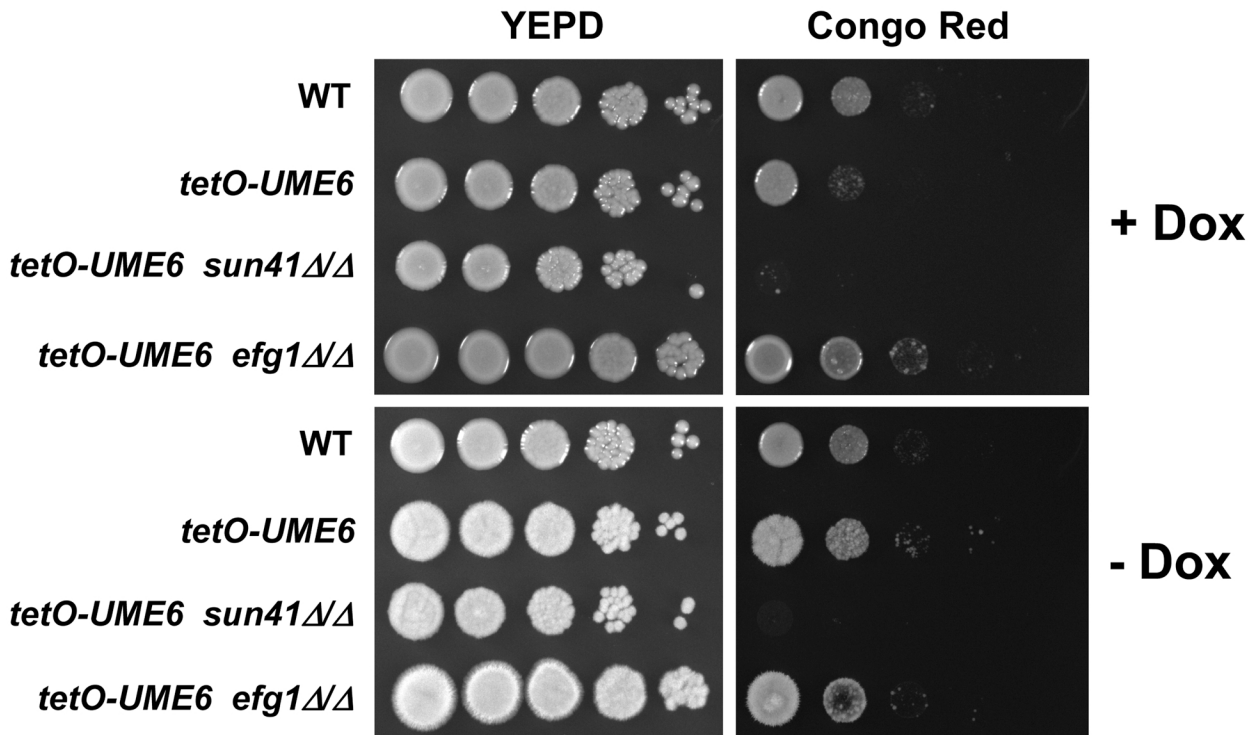 YEPD Congo Red
WT
tetO-UME6
tetO-UME6 sun41Δ/Δ
tetO-UME6 efg1Δ/Δ
+ Dox
WT
tetO-UME6
tetO-UME6 sun41Δ/Δ
tetO-UME6 efg1Δ/Δ
- Dox